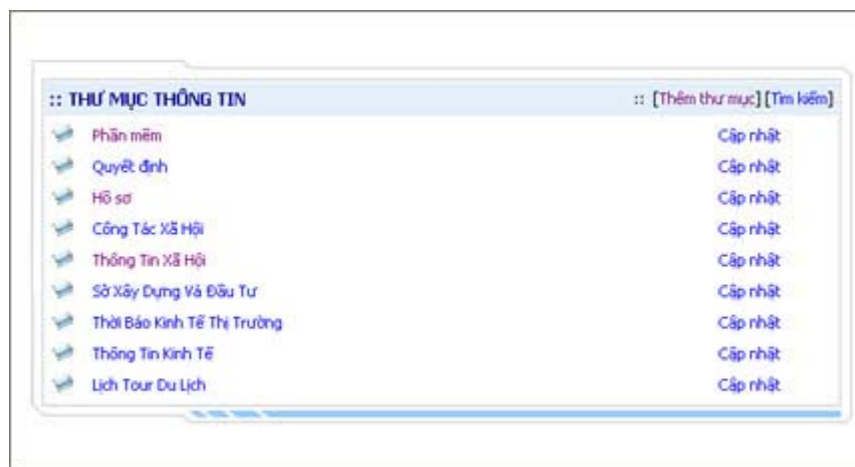 :: THƯ MỤC THÔNG TIN :: [Thêm thư mục] [Tìm kiếm]
Phần mềm Cập nhật
Quyết định Cập nhật
Hồ sơ Cập nhật
Công Tác Xã Hội Cập nhật
Thông Tin Xã Hội Cập nhật
Sở Xây Dựng Và Đầu Tư Cập nhật
Thời Báo Kinh Tế Thị Trường Cập nhật
Thông Tin Kinh Tế Cập nhật
Lịch Tour Du Lịch Cập nhật